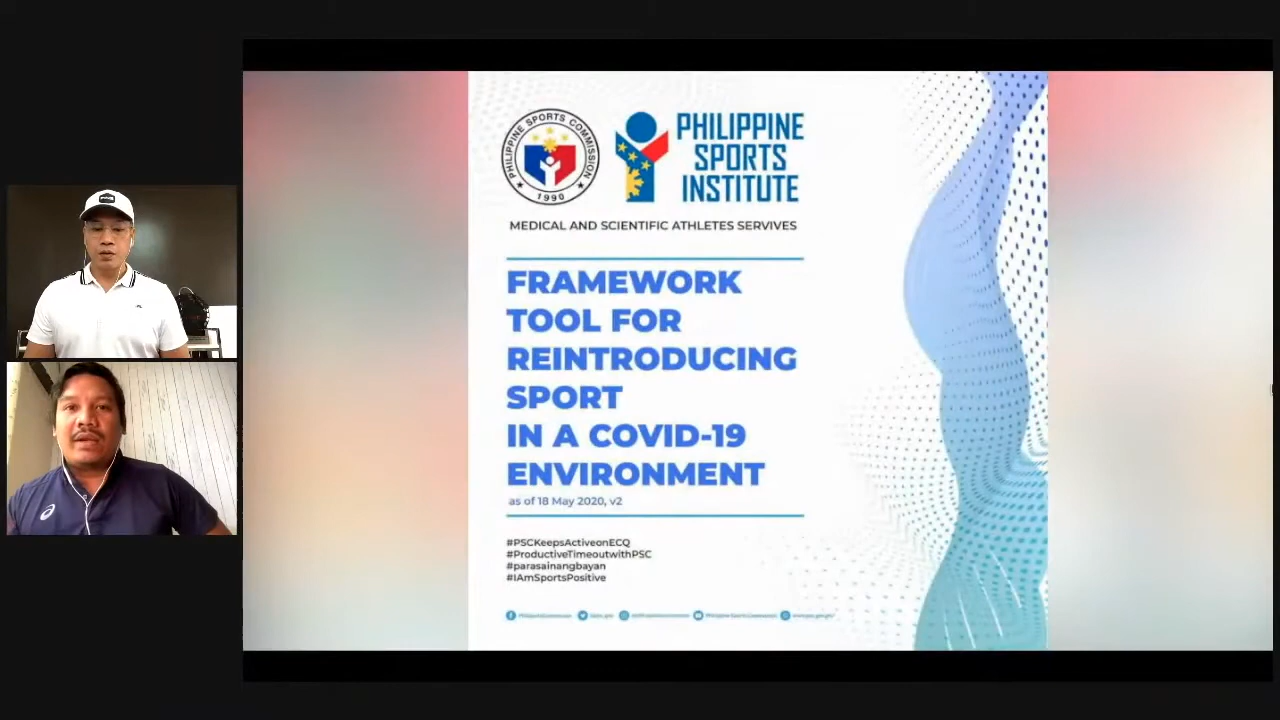 PHILIPPINE SPORTS COMMISSION
1990
PHILIPPINE
SPORTS
INSTITUTE
MEDICAL AND SCIENTIFIC ATHLETES SERVIVES
FRAMEWORK
TOOL FOR
REINTRODUCING
SPORT
IN A COVID-19
ENVIRONMENT
as of 18 May 2020, v2
#PSCKeepsActiveonECQ
#ProductiveTimeoutwithPSC
#parasainangbayan
#IAmSportsPositive